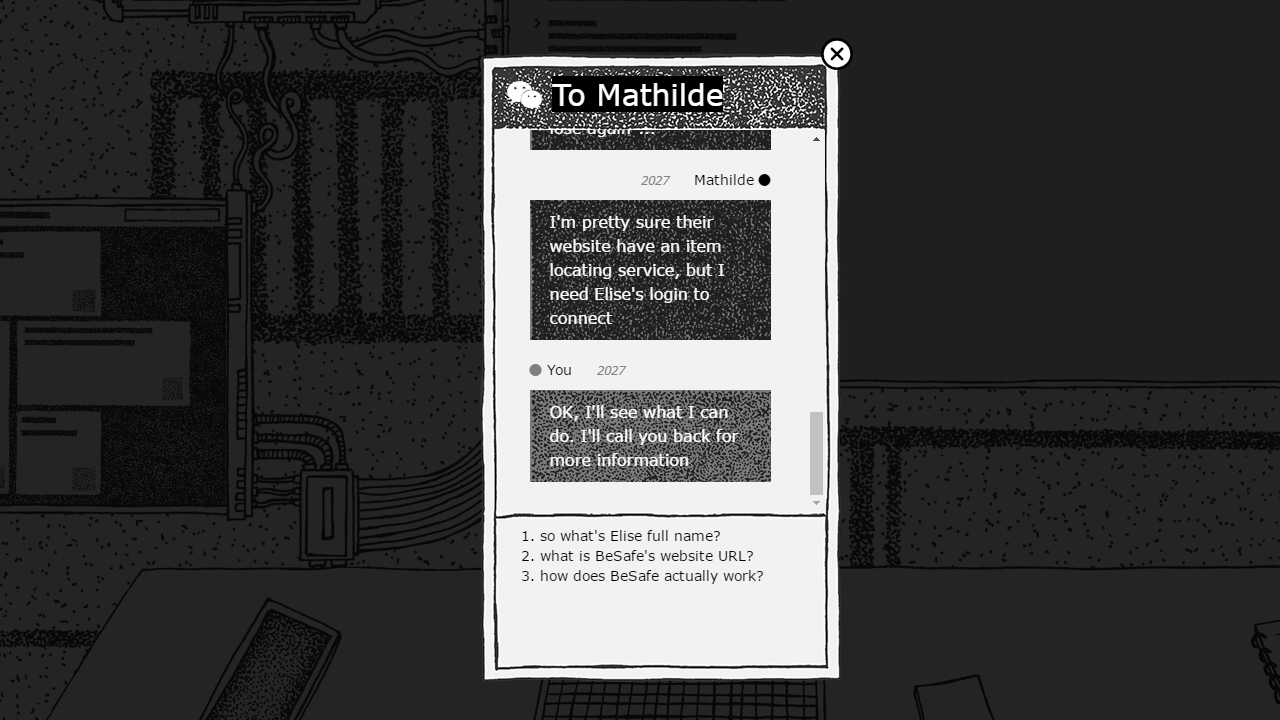 To Mathilde
lose again ...
2027 Mathilde
I'm pretty sure their
website have an item
locating service, but I
need Elise's login to
connect
You 2027
OK, I'll see what I can
do. I'll call you back for
more information
1. so what's Elise full name?
2. what is BeSafe's website URL?
3. how does BeSafe actually work?